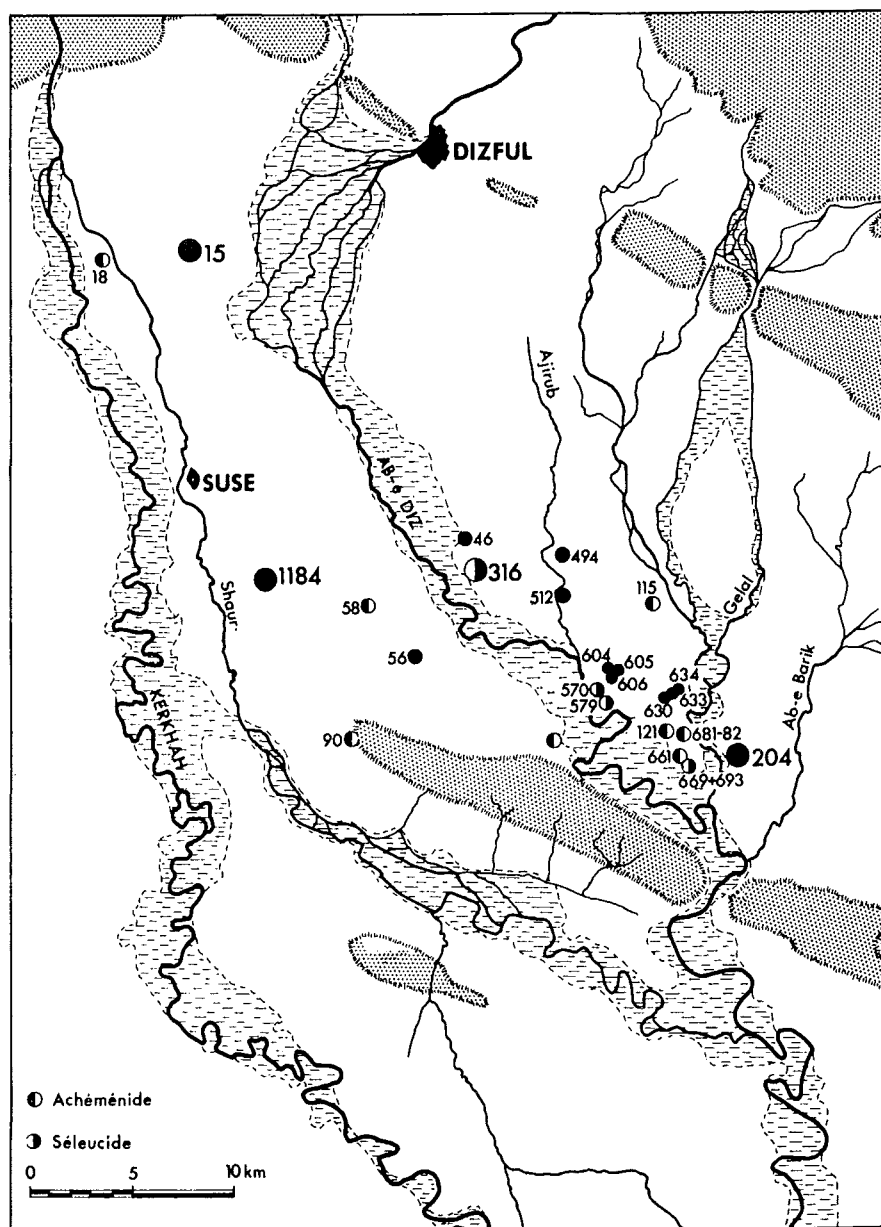 DIZFUL
15
18
Ajirub
SUSE
AB-e DIZ
46
494
316
1184
512
115
58
Shaur
Gelal
56
604
605
634
606
570
633
579
630
Ab-e Barik
KERKHAH
121
681-82
90
661
204
669+693
Achéménide
Séleucide
0 5 10 km